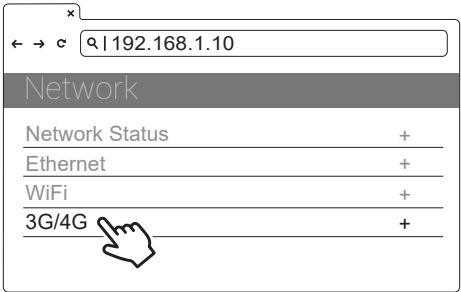 192.168.1.10
Network
Network Status +
Ethernet +
WiFi +
3G/4G +